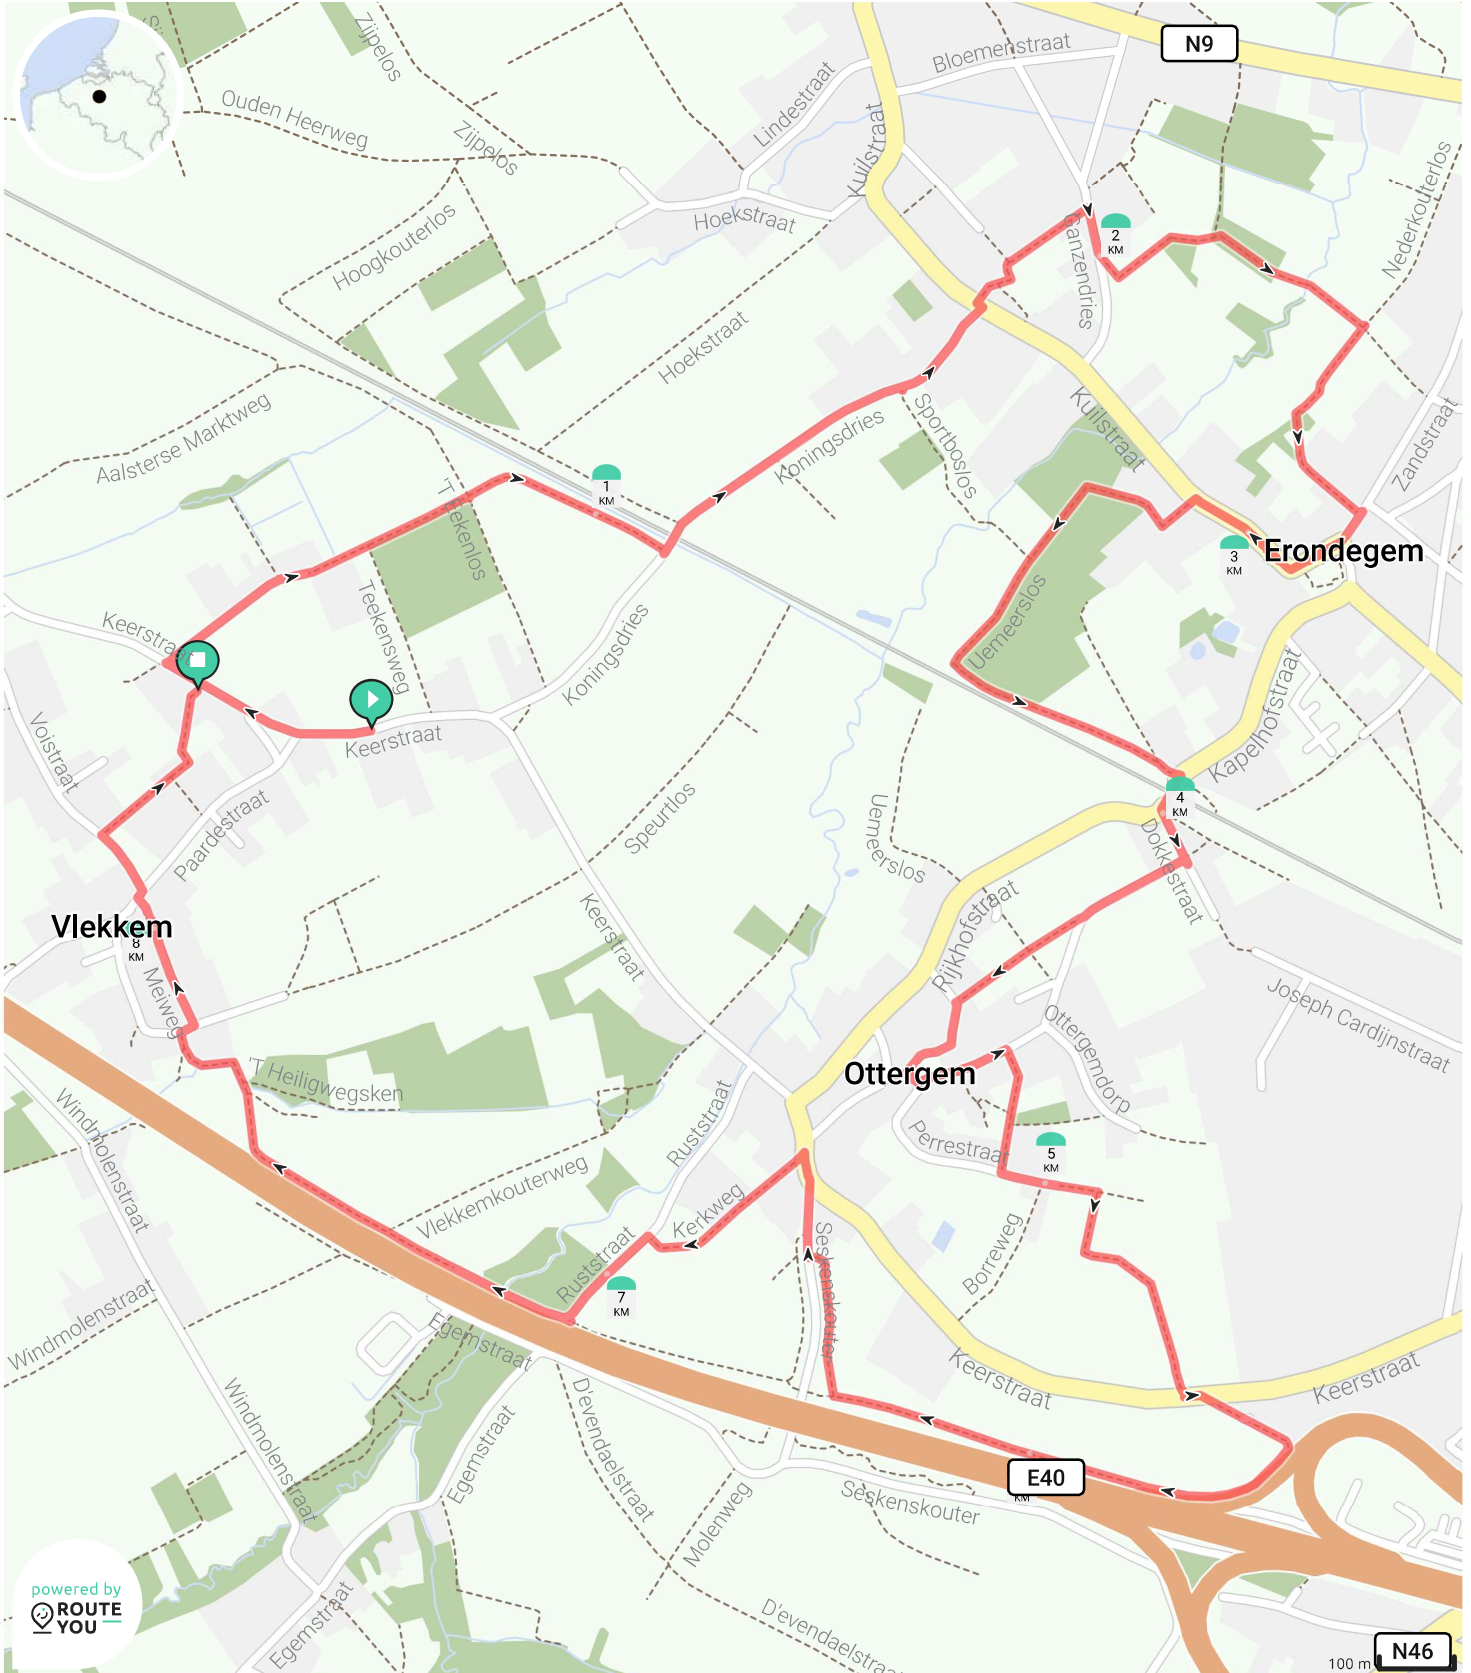 N9
Bloemenstraat
Zijpelos
Lindestraat
Ouden Heerweg
Zijpelos
Kuilstraat
Nederkouterlos
Hoekstraat
Hoogkouterlos
2
KM
Ganzendries
Hoekstraat
Aalsterse Marktweg
Kuilstraat
Sportboslos
Koningsdries
Zandstraat
'T Tiekenlos
1
KM
3
KM
Erondegem
Teekensweg
Uemeerslos
Keerstraat
Koningsdries
Kapelhofstraat
Voistraat
Keerstraat
Paardestraat
Speurtlos
Uemeerslos
4
KM
Dokkestraat
Rijkhofstraat
Vlekkem
8
KM
Keerstraat
Meiweg
Joseph Cardijnstraat
Ottergemdorp
Ottergem
'T Heiligwegsken
Windmolenstraat
Ruststraat
Perrestraat
5
KM
Vlekkemkouterweg
Kerkweg
Borreweg
Seskenskouter
Ruststraat
7
KM
Windmolenstraat
Egemstraat
Keerstraat
Keerstraat
Windmolenstraat
D'evendaelstraat
Egemstraat
E40
KM
Molenweg
Seskenskouter
powered by
ROUTE
YOU
Egemstraat
D'evendaelstraat
100 m
N46